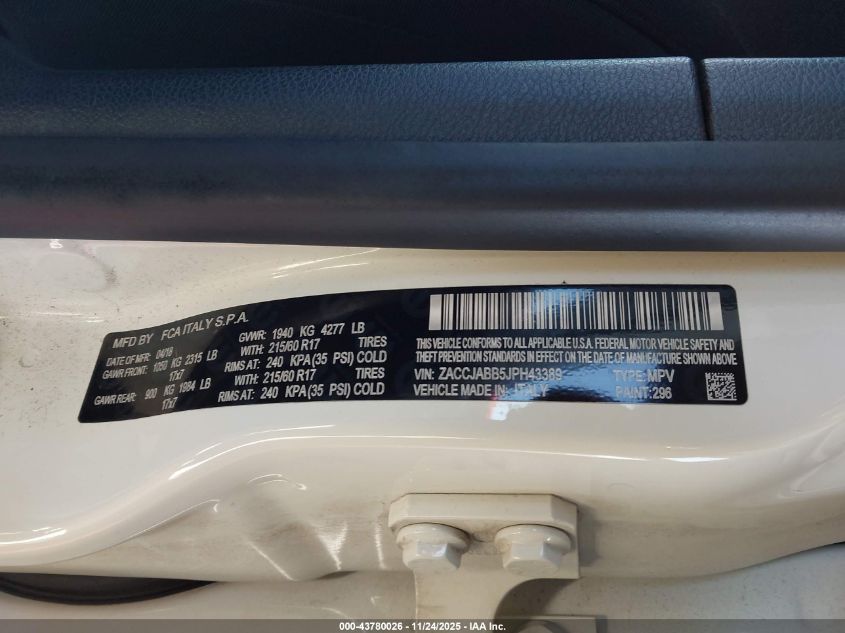 MFD BY FCA ITALY S.P.A.
DATE OF MFR: 04/18 GVWR: 1940 KG 4277 LB
GAWR FRONT: 1050 KG 2315 LB WITH: 215/60 R17 TIRES
17x7 RIMS AT: 240 KPA(35 PSI) COLD
GAWR REAR: 900 KG 1984 LB WITH: 215/60 R17 TIRES
17x7 RIMS AT: 240 KPA(35 PSI) COLD
THIS VEHICLE CONFORMS TO ALL APPLICABLE U.S.A. FEDERAL MOTOR VEHICLE SAFETY
AND THEFT PREVENTION STANDARDS IN EFFECT ON THE DATE OF MANUFACTURE SHOWN ABOVE.
VIN: ZACCJABB5JPH43369 TYPE: MPV
VEHICLE MADE IN: ITALY PAINT:296
000-43780026 - 11/24/2025 - IAA Inc.